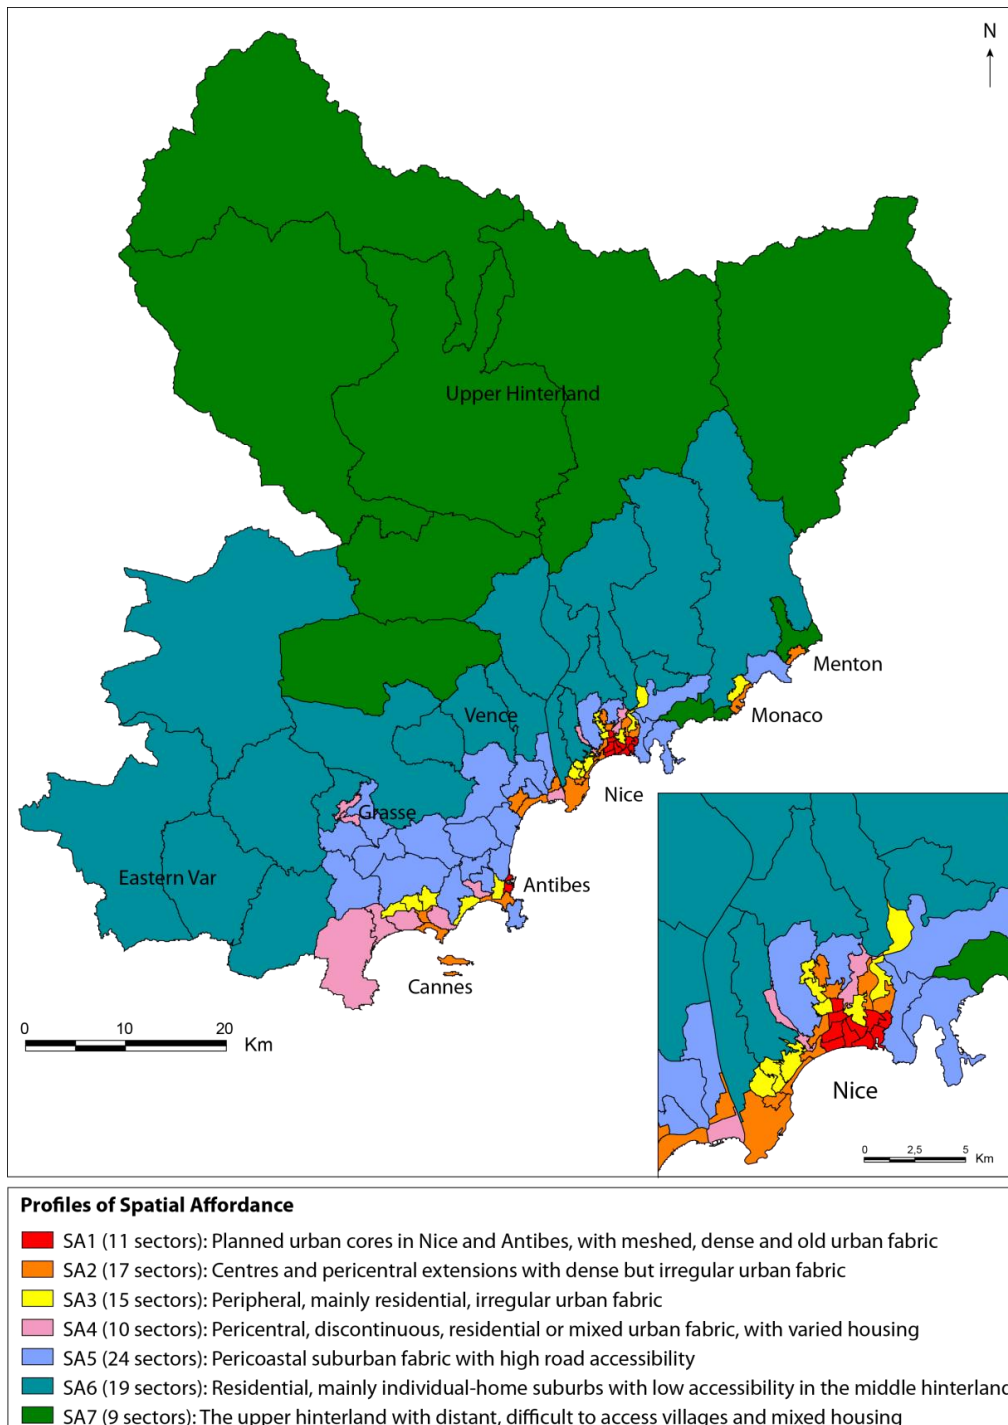 N
Upper Hinterland
Menton
Vence
Monaco
Nice
Grasse
Eastern Var
Antibes
Cannes
0 10 20
Km
Nice
0 2,5 5
Km
Profiles of Spatial Affordance
SA1 (11 sectors): Planned urban cores in Nice and Antibes, with meshed, dense and old urban fabric
SA2 (17 sectors): Centres and pericentral extensions with dense but irregular urban fabric
SA3 (15 sectors): Peripheral, mainly residential, irregular urban fabric
SA4 (10 sectors): Pericentral, discontinuous, residential or mixed urban fabric, with varied housing
SA5 (24 sectors): Pericoastal suburban fabric with high road accessibility
SA6 (19 sectors): Residential, mainly individual-home suburbs with low accessibility in the middle hinterland
SA7 (9 sectors): The upper hinterland with distant, difficult to access villages and mixed housing